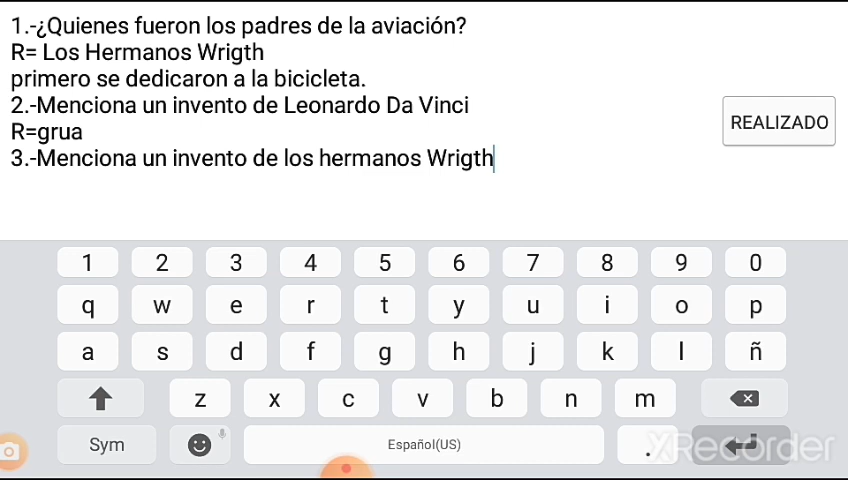 1.-¿Quienes fueron los padres de la aviación?
R= Los Hermanos Wrigth
primero se dedicaron a la bicicleta.
2.-Menciona un invento de Leonardo Da Vinci
R=grua
3.-Menciona un invento de los hermanos Wrigth
REALIZADO
1 2 3 4 5 6 7 8 9 0
q w e r t y u i o p
a s d f g h j k l ñ
z x c v b n m
Sym Español(US) .
XRecorder